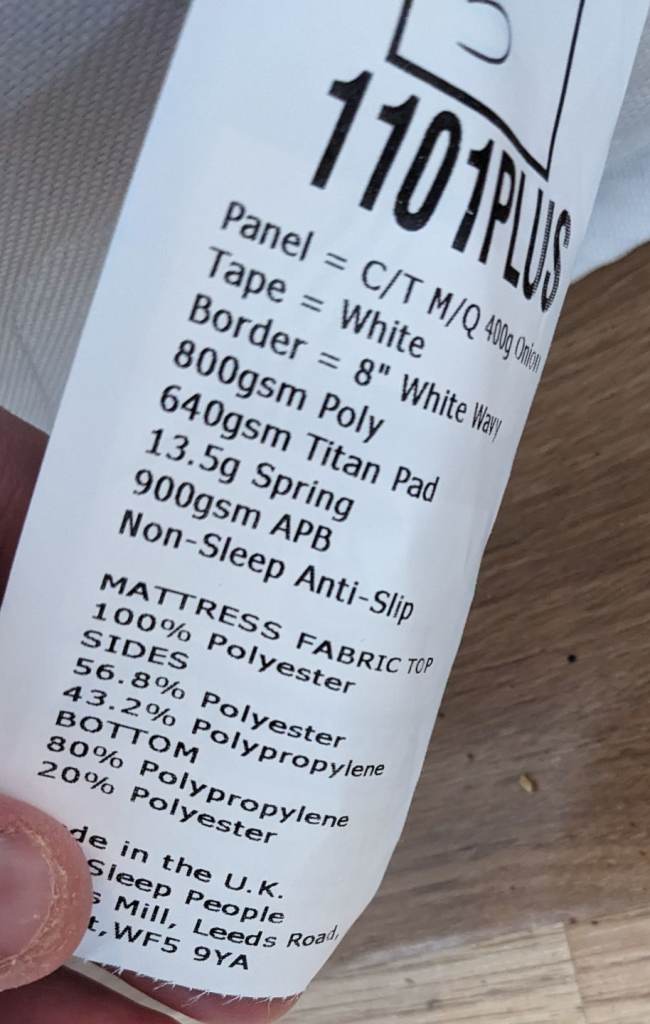 1101PLUS
Panel = C/T M/Q 400g Onion
Tape = White
Border = 8" White Wavy
800gsm Poly
640gsm Titan Pad
13.5g Spring
900gsm APB
Non-Sleep Anti-Slip
MATTRESS FABRIC TOP
100% Polyester
SIDES
56.8% Polyester
43.2% Polypropylene
BOTTOM
80% Polypropylene
20% Polyester
in the U.K.
Sleep People
Mill, Leeds Road,
WF5 9YA